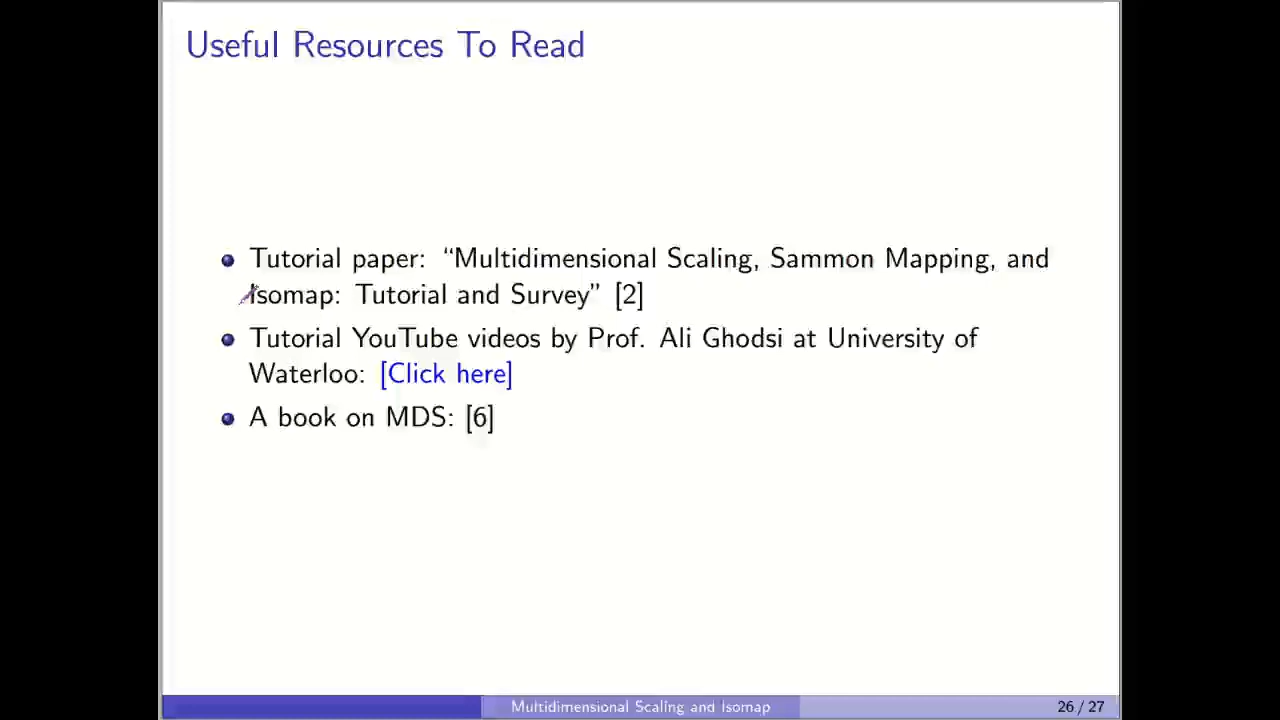 Useful Resources To Read
Tutorial paper: “Multidimensional Scaling, Sammon Mapping, and
Isomap: Tutorial and Survey” [2]
Tutorial YouTube videos by Prof. Ali Ghodsi at University of
Waterloo: [Click here]
A book on MDS: [6]
Multidimensional Scaling and Isomap
26 / 27